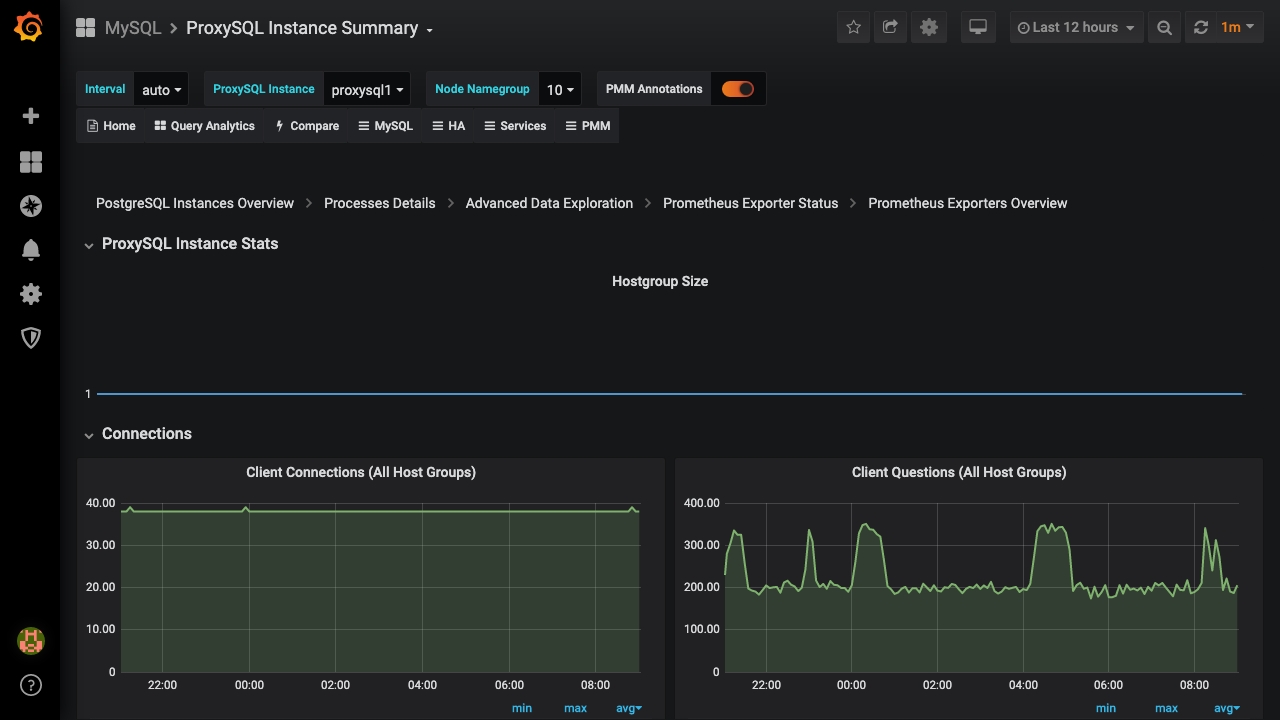 MySQL > ProxySQL Instance Summary
Last 12 hours
1m
Interval auto ProxySQL Instance proxysql1 Node Namegroup 10 PMM Annotations
Home Query Analytics Compare MySQL HA Services PMM
PostgreSQL Instances Overview > Processes Details > Advanced Data Exploration > Prometheus Exporter Status > Prometheus Exporters Overview
ProxySQL Instance Stats
Hostgroup Size
1
Connections
Client Connections (All Host Groups)
40.00
30.00
20.00
10.00
0
22:00 00:00 02:00 04:00 06:00 08:00
min max avg
Client Questions (All Host Groups)
400.00
300.00
200.00
100.00
0
22:00 00:00 02:00 04:00 06:00 08:00
min max avg
?